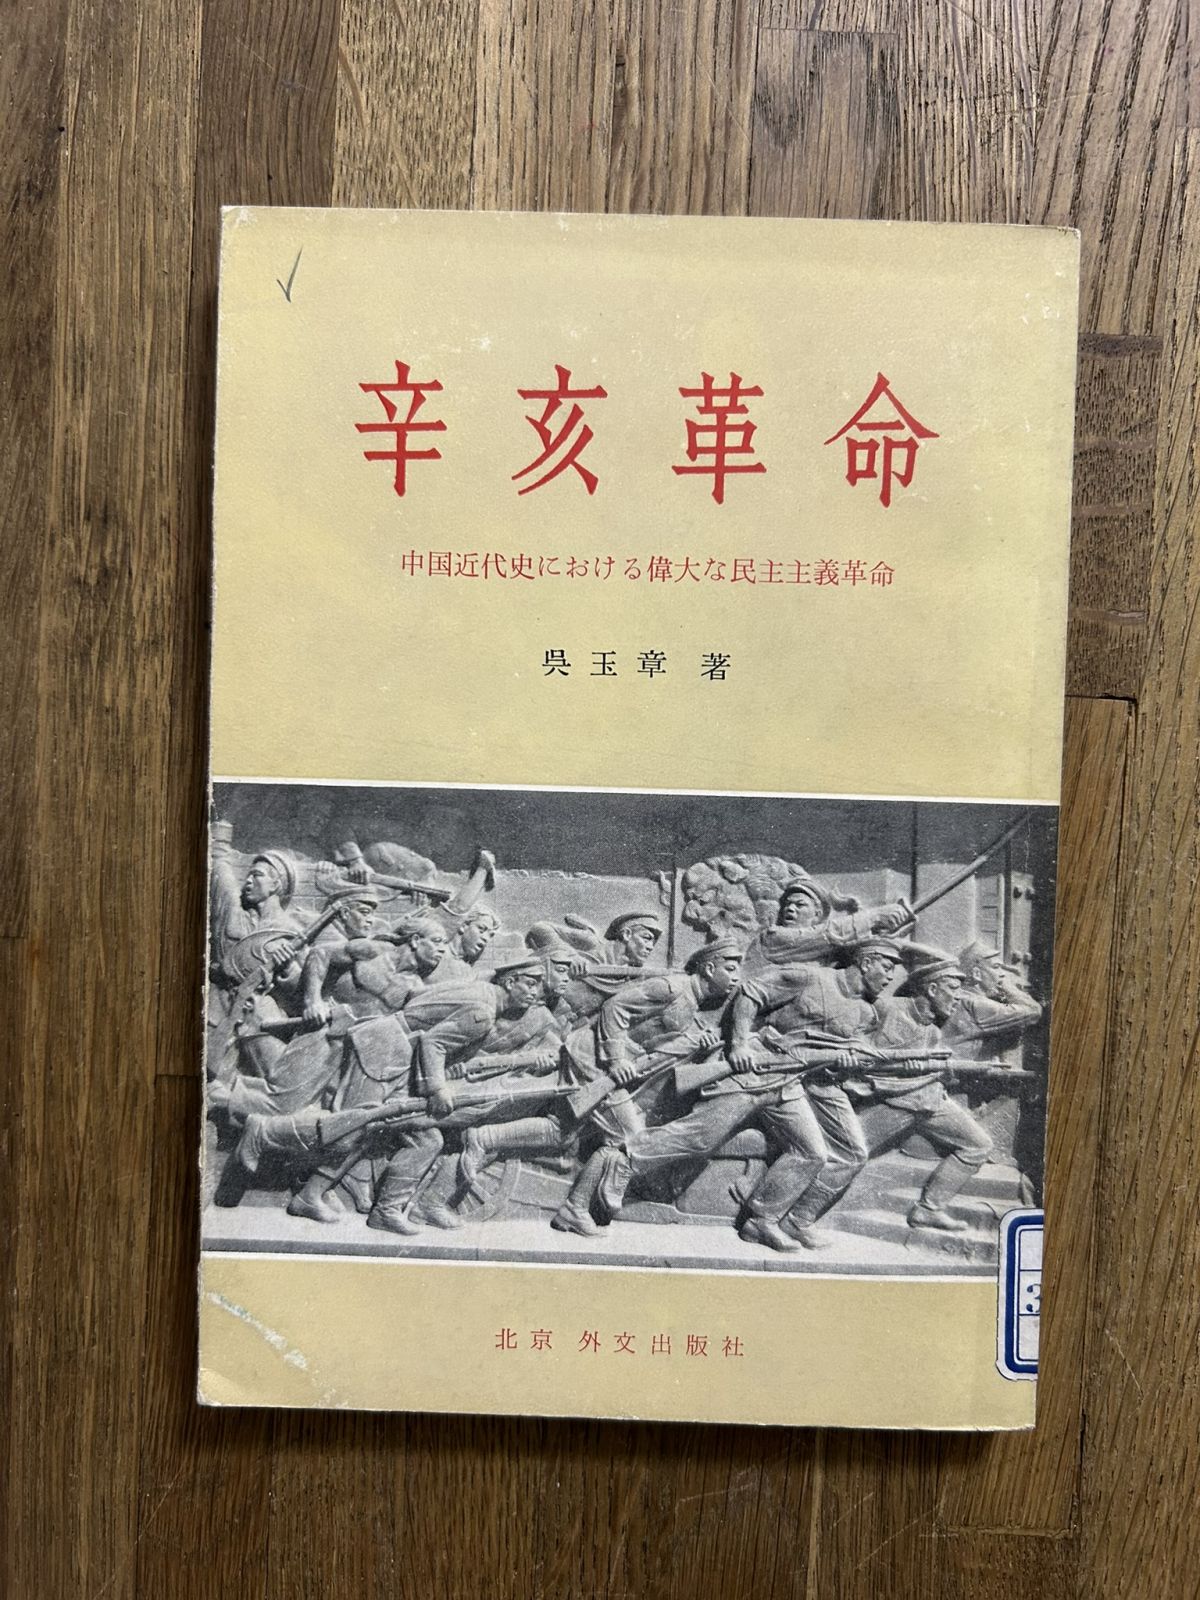 辛亥革命
中国近代史における偉大な民主主義革命
呉玉章 著
北京 外文出版社
3